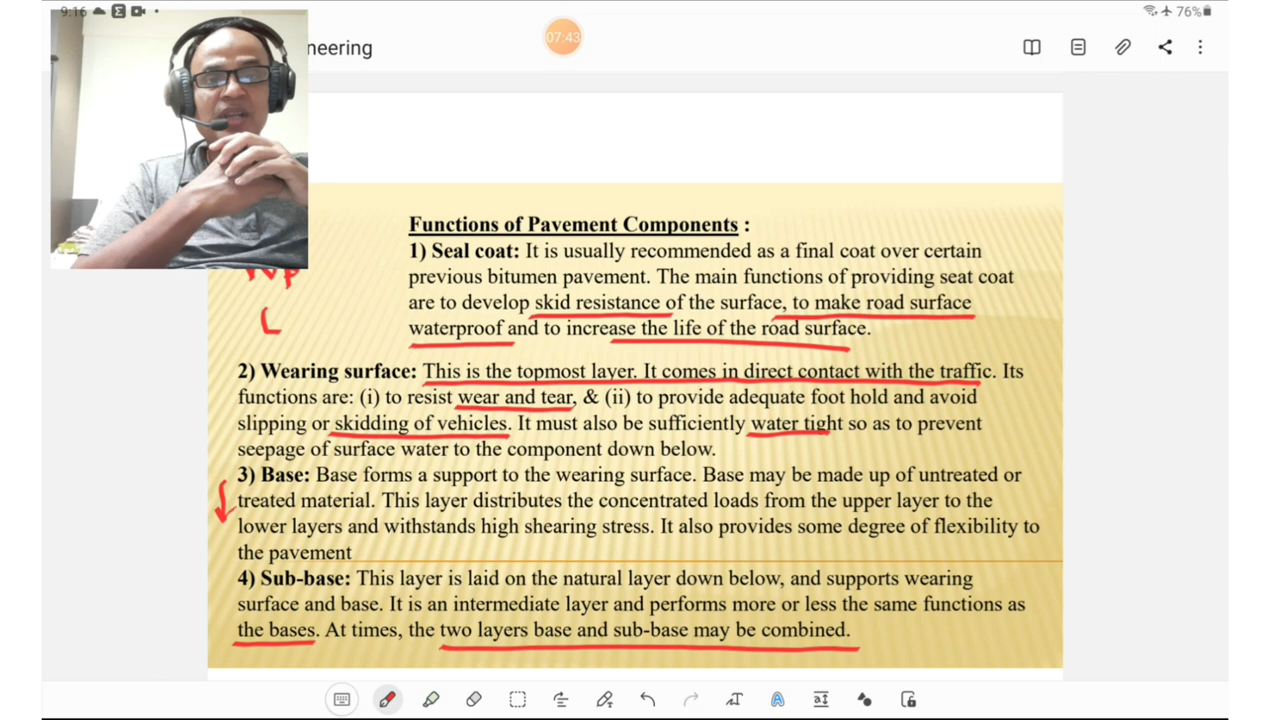 9:16
76%
neering
07:43
Functions of Pavement Components :
1) Seal coat: It is usually recommended as a final coat over certain
previous bitumen pavement. The main functions of providing seat coat
are to develop skid resistance of the surface, to make road surface
waterproof and to increase the life of the road surface.
2) Wearing surface: This is the topmost layer. It comes in direct contact with the traffic. Its
functions are: (i) to resist wear and tear, & (ii) to provide adequate foot hold and avoid
slipping or skidding of vehicles. It must also be sufficiently water tight so as to prevent
seepage of surface water to the component down below.
3) Base: Base forms a support to the wearing surface. Base may be made up of untreated or
treated material. This layer distributes the concentrated loads from the upper layer to the
lower layers and withstands high shearing stress. It also provides some degree of flexibility to
the pavement
4) Sub-base: This layer is laid on the natural layer down below, and supports wearing
surface and base. It is an intermediate layer and performs more or less the same functions as
the bases. At times, the two layers base and sub-base may be combined.